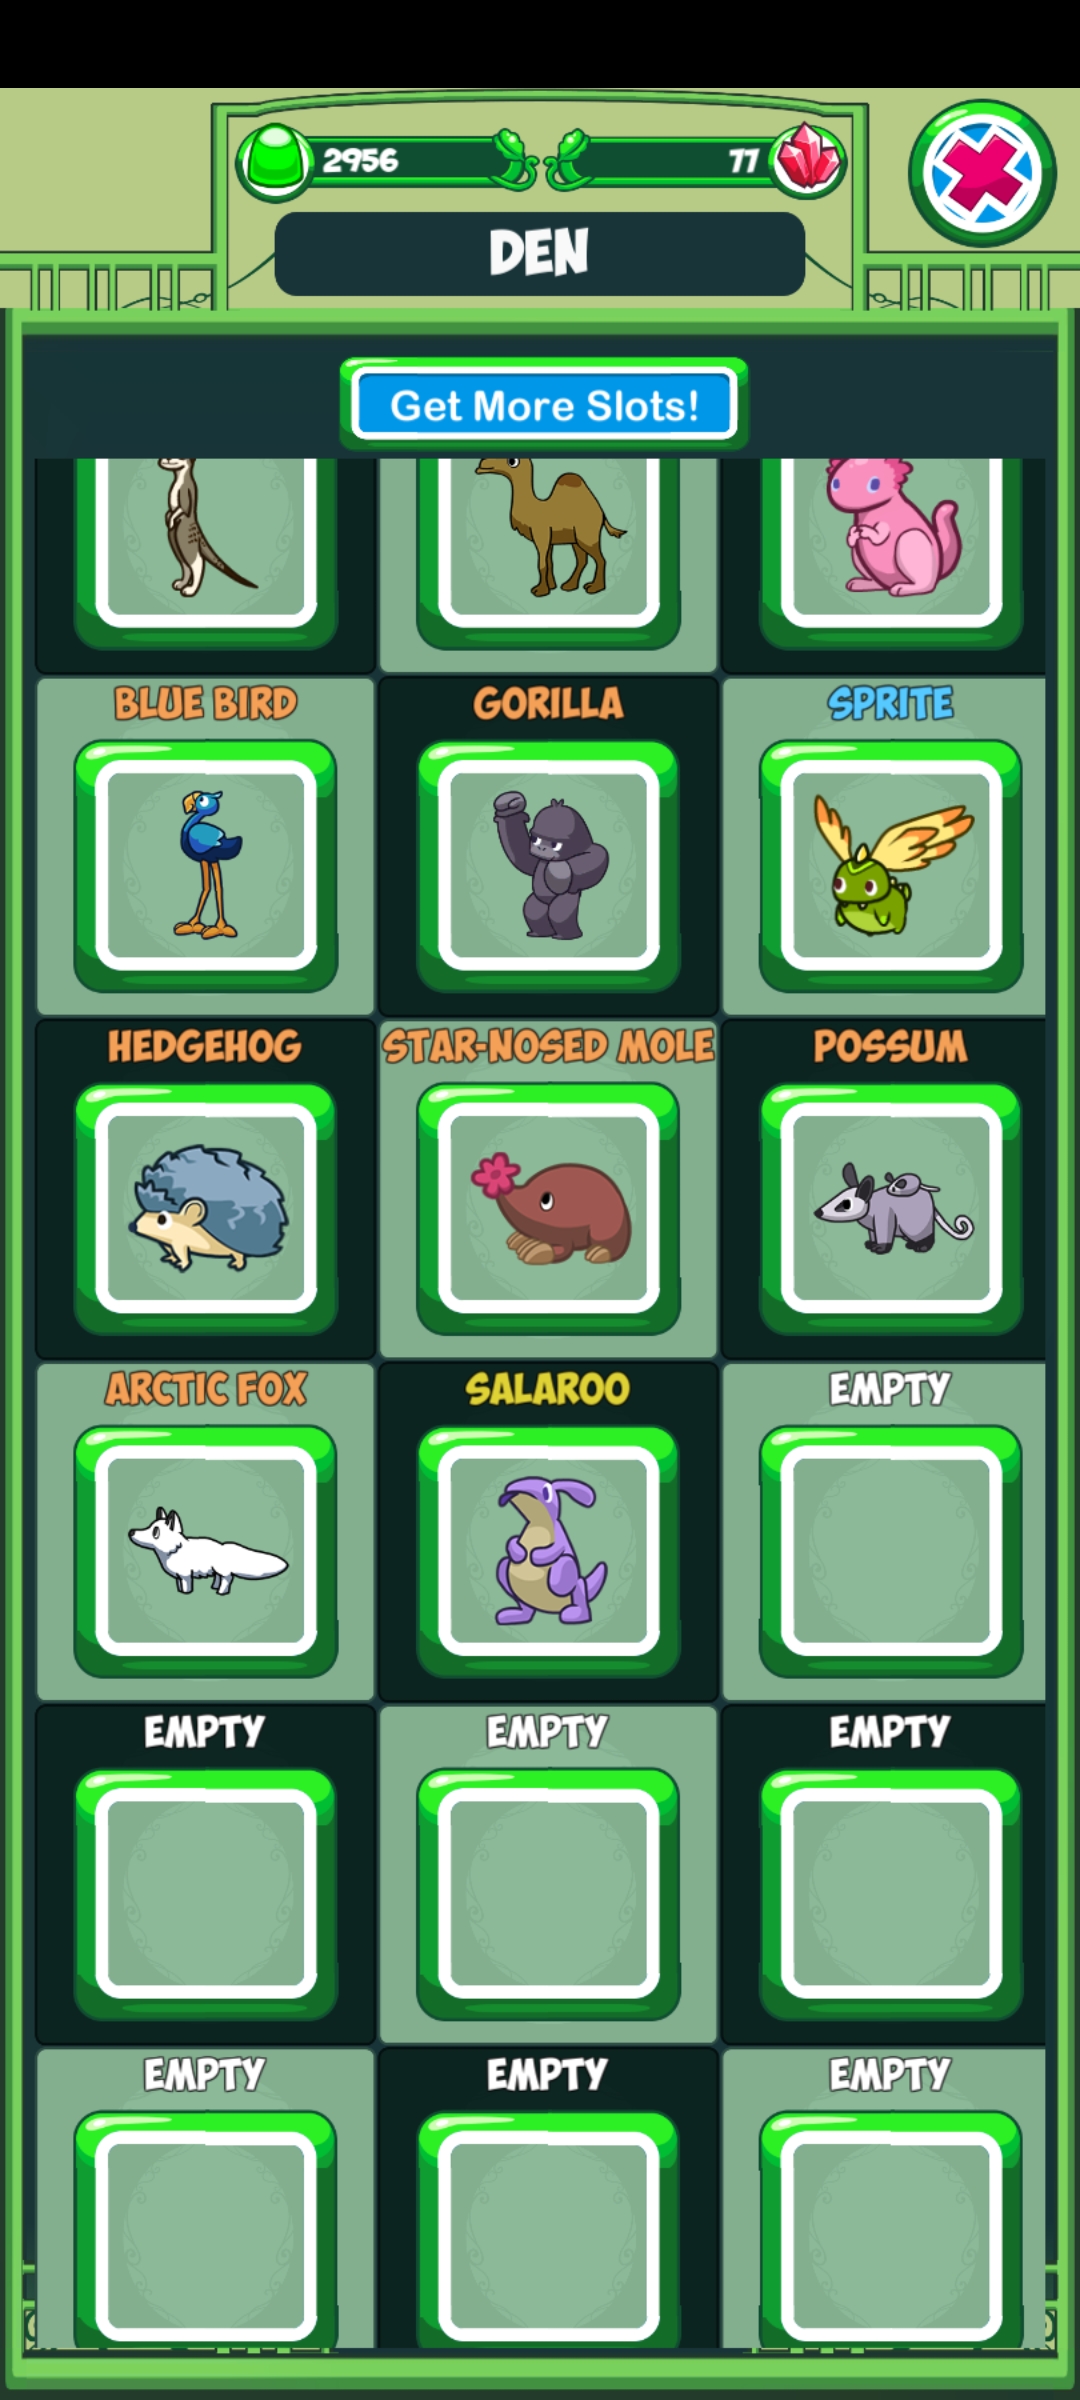 2956
77
DEN
Get More Slots!
BLUE BIRD
GORILLA
SPRITE
HEDGEHOG
STAR-NOSED MOLE
POSSUM
ARCTIC FOX
SALAROO
EMPTY
EMPTY
EMPTY
EMPTY
EMPTY
EMPTY
EMPTY